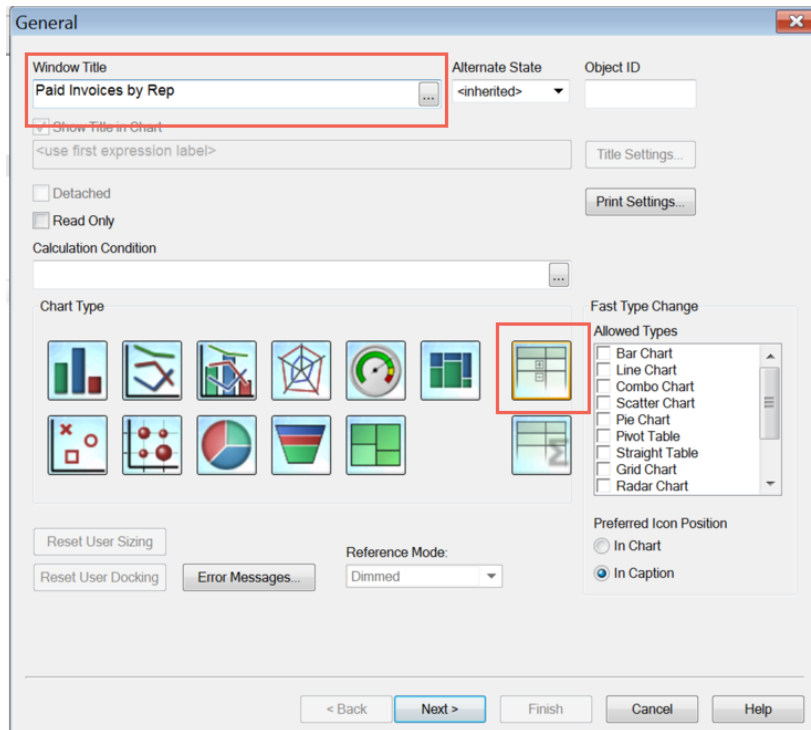 General
Window Title
Alternate State
Object ID
Paid Invoices by Rep
...
<inherited>
Show Title in Chart
<use first expression label>
Title Settings...
Detached
Print Settings...
Read Only
Calculation Condition
...
Chart Type
Fast Type Change
Allowed Types
Bar Chart
Line Chart
Combo Chart
Scatter Chart
Pie Chart
Pivot Table
Straight Table
Grid Chart
Radar Chart
Preferred Icon Position
In Chart
In Caption
Reset User Sizing
Reference Mode:
Reset User Docking
Error Messages...
Dimmed
< Back
Next >
Finish
Cancel
Help